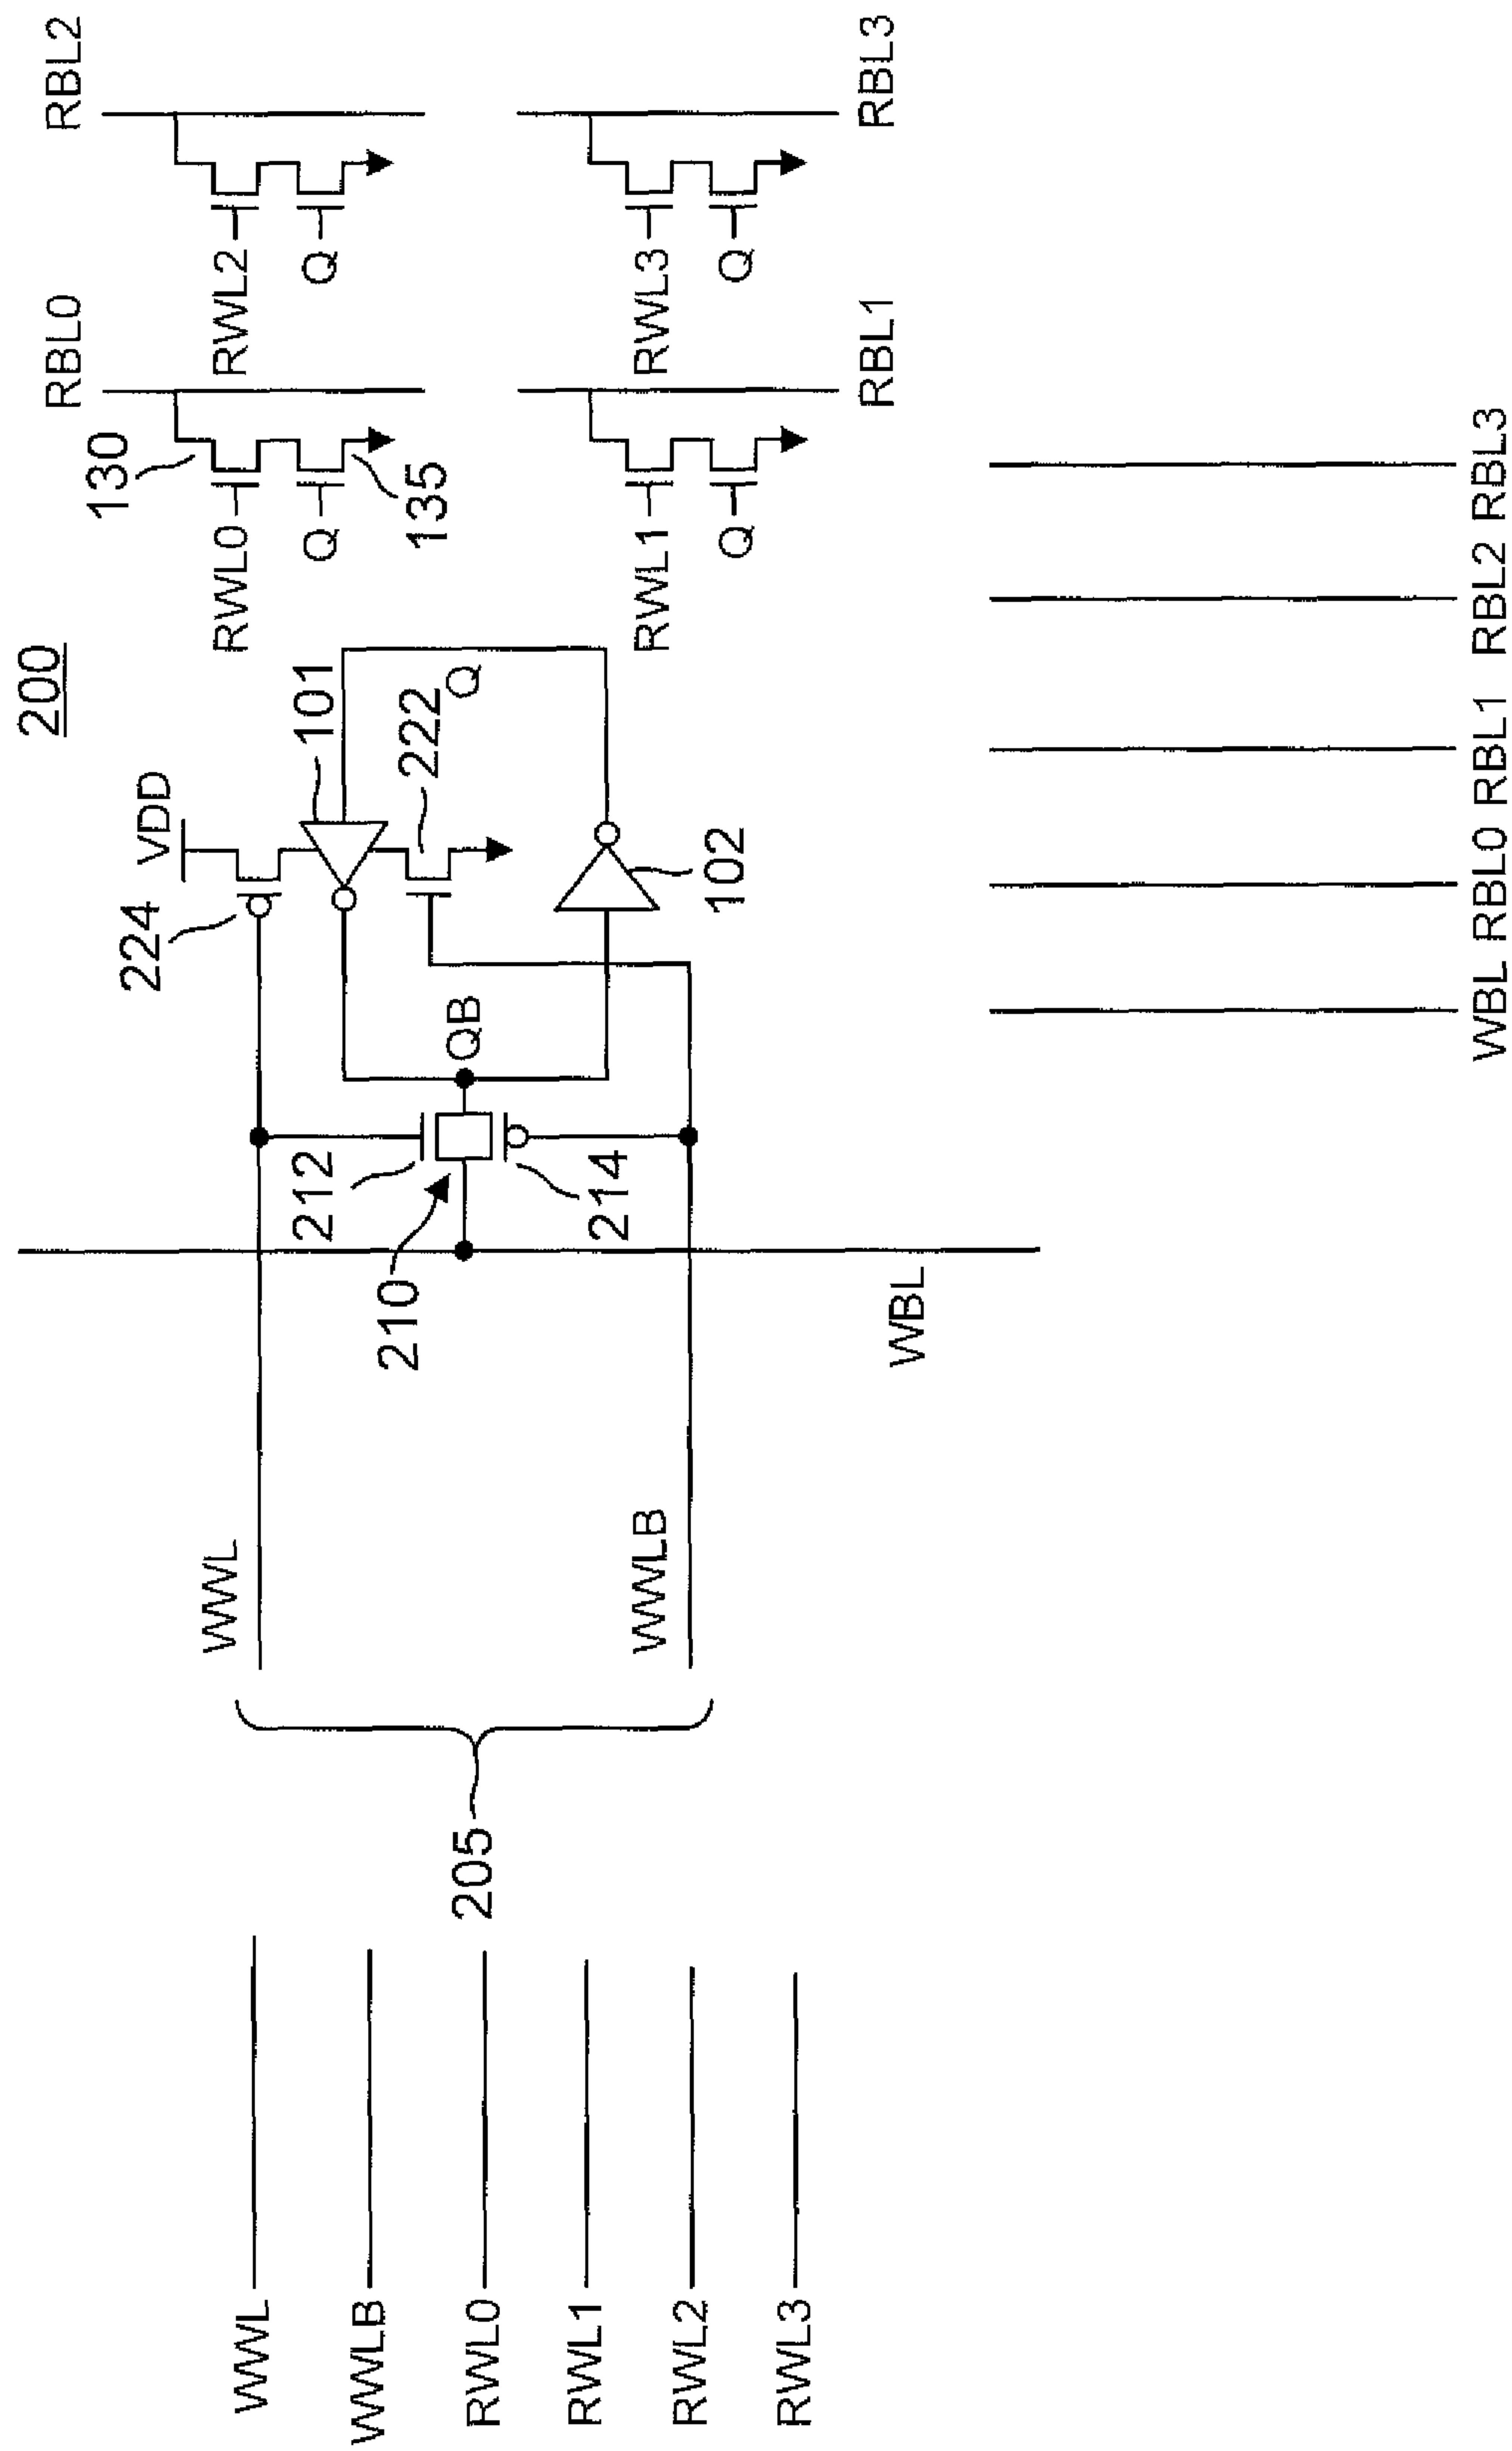 200
WWL
WWLB
RWL0
RWL1
RWL2
RWL3
205
WWL
WWLB
WBL
210
212
214
QB
224
VDD
101
222
Q
102
RWL0
Q
130
135
RBL0
RWL2
Q
RBL2
RWL1
Q
RBL1
RWL3
Q
RBL3
WBL RBL0 RBL1 RBL2 RBL3